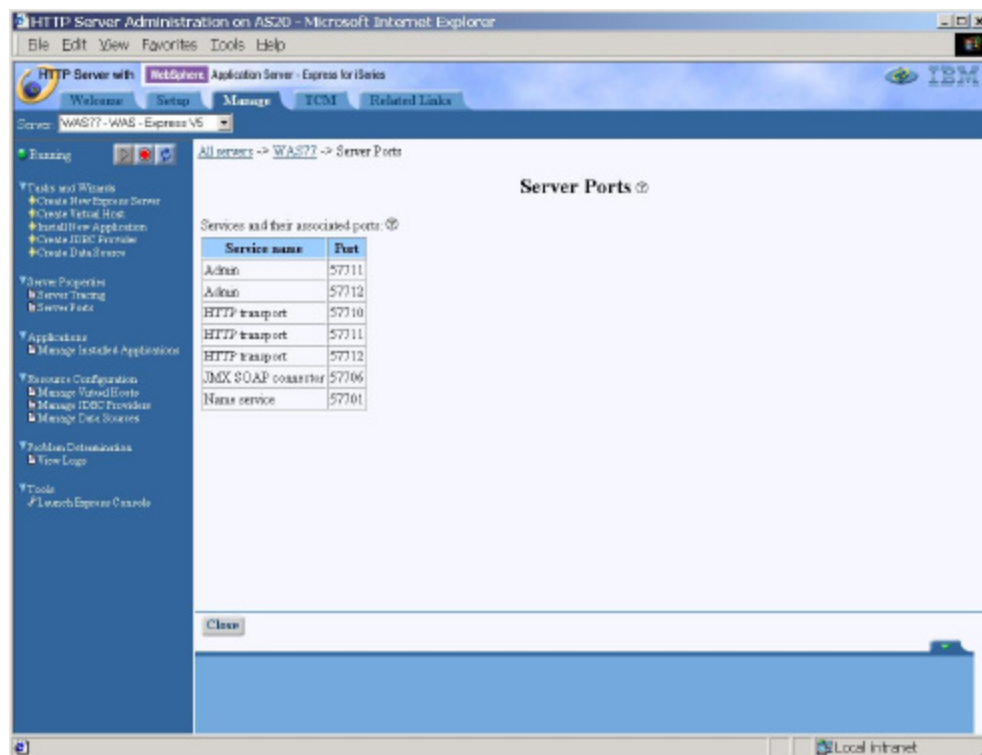 HTTP Server Administration on AS20 - Microsoft Internet Explorer
File Edit View Favorites Tools Help
HTTP Server with WebSphere Application Server - Express for iSeries
IBM
Welcome Setup Manage TCM Related Links
Server: WAS77 - WAS - Express V5
Running
All servers -> WAS77 -> Server Ports
Server Ports
Tasks and Wizards
Create New Express Server
Create Virtual Host
Install New Application
Create JDBC Provider
Create Data Source
Server Properties
Server Tracing
Server Ports
Applications
Manage Installed Applications
Resource Configuration
Manage Virtual Hosts
Manage JDBC Providers
Manage Data Sources
Problem Determination
View Logs
Tools
Launch Express Console
Services and their associated ports:
Service name Port
Admin 57711
Admin 57712
HTTP transport 57710
HTTP transport 57711
HTTP transport 57712
JMX SOAP connector 57706
Name service 57701
Close
Local intranet